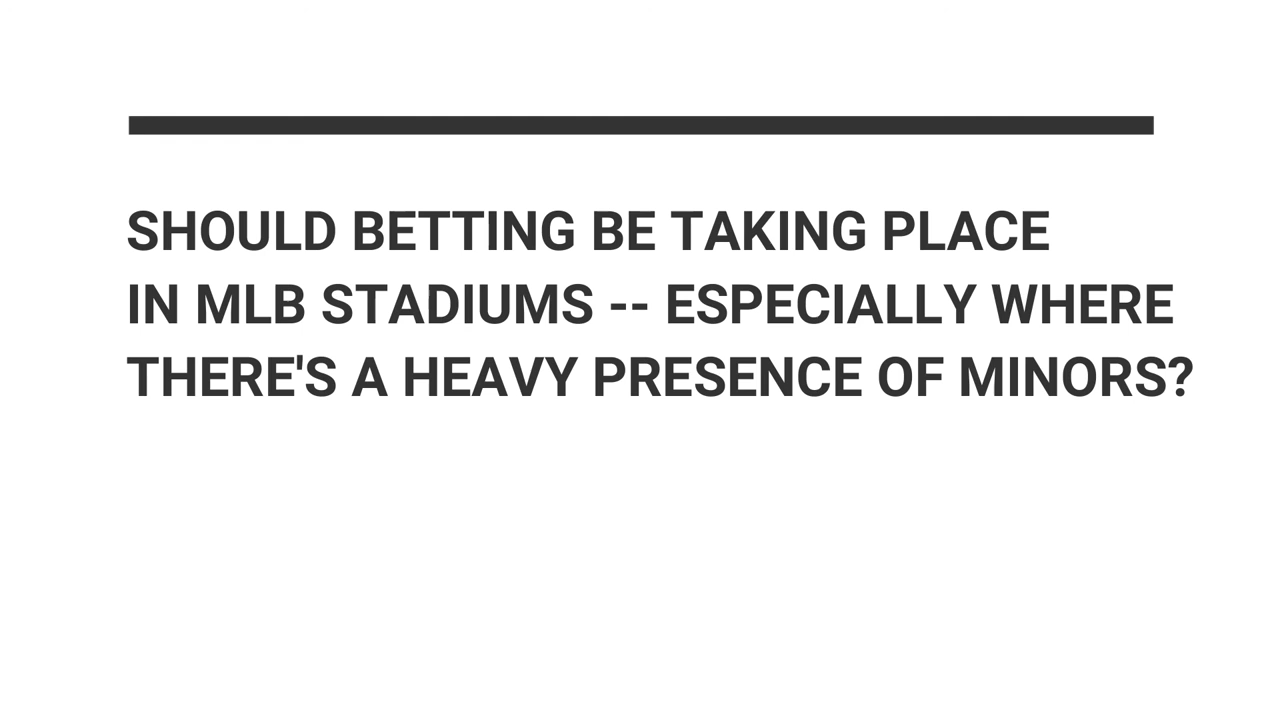 SHOULD BETTING BE TAKING PLACE
IN MLB STADIUMS -- ESPECIALLY WHERE
THERE'S A HEAVY PRESENCE OF MINORS?